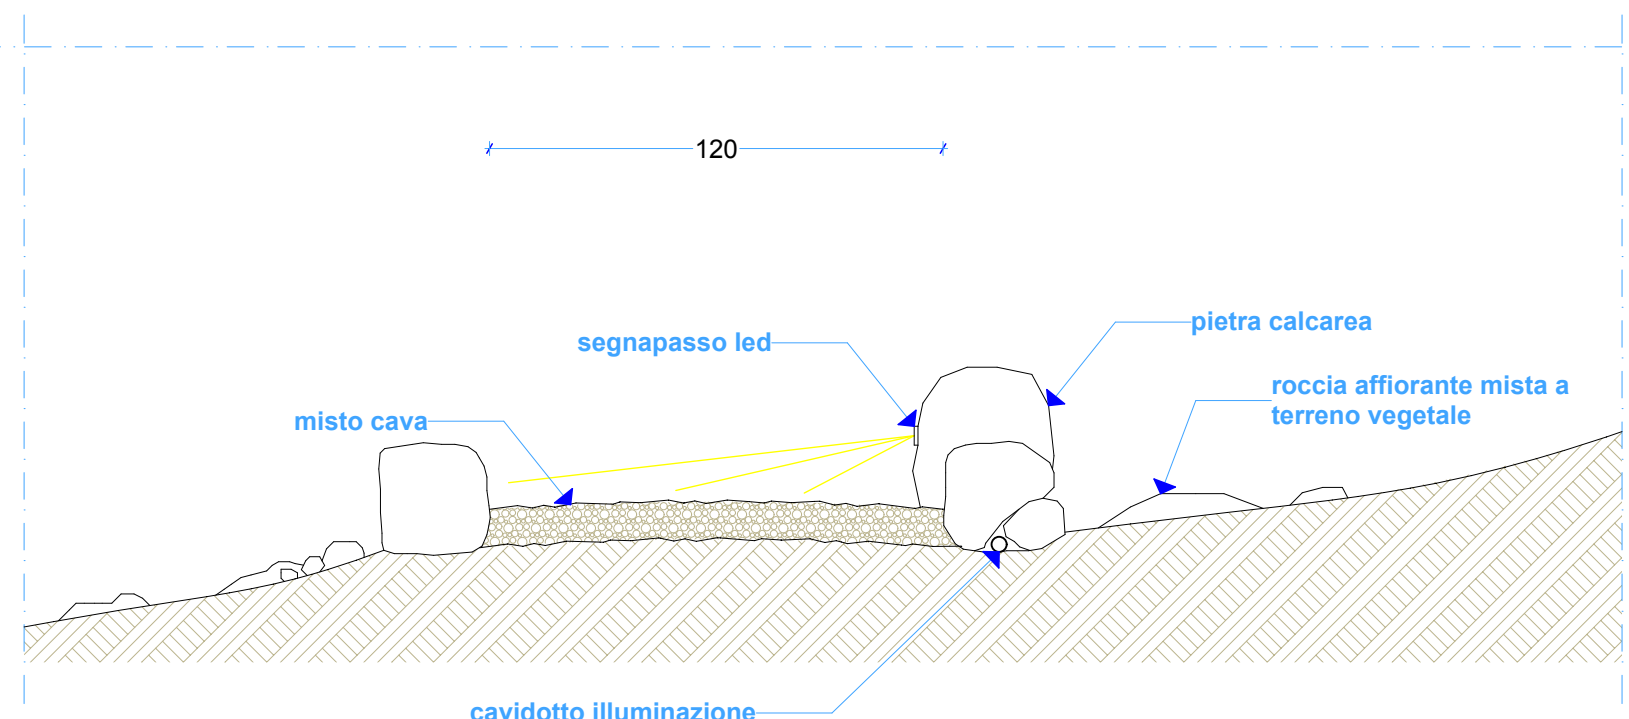 120
pietra calcarea
segnapasso led
roccia affiorante mista a
terreno vegetale
misto cava
cavidotto illuminazione